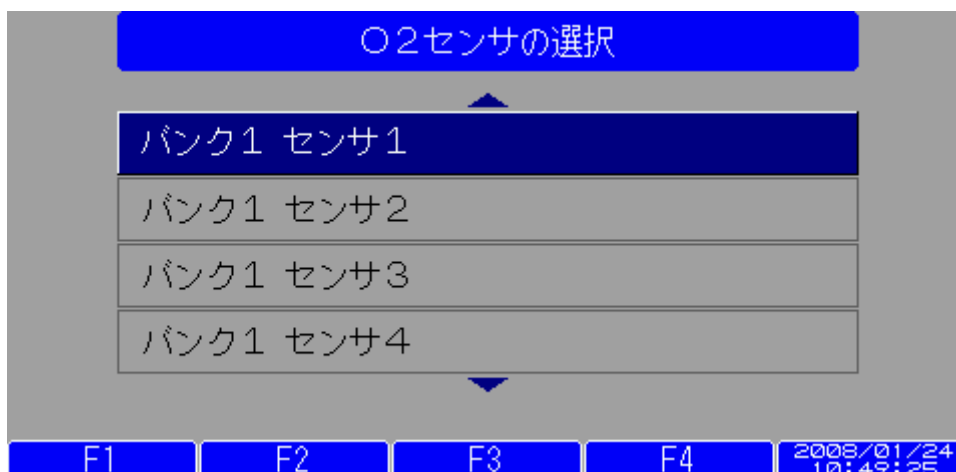 O2センサの選択
バンク1 センサ1
バンク1 センサ2
バンク1 センサ3
バンク1 センサ4
F1 F2 F3 F4 2008/01/24
10:49:25